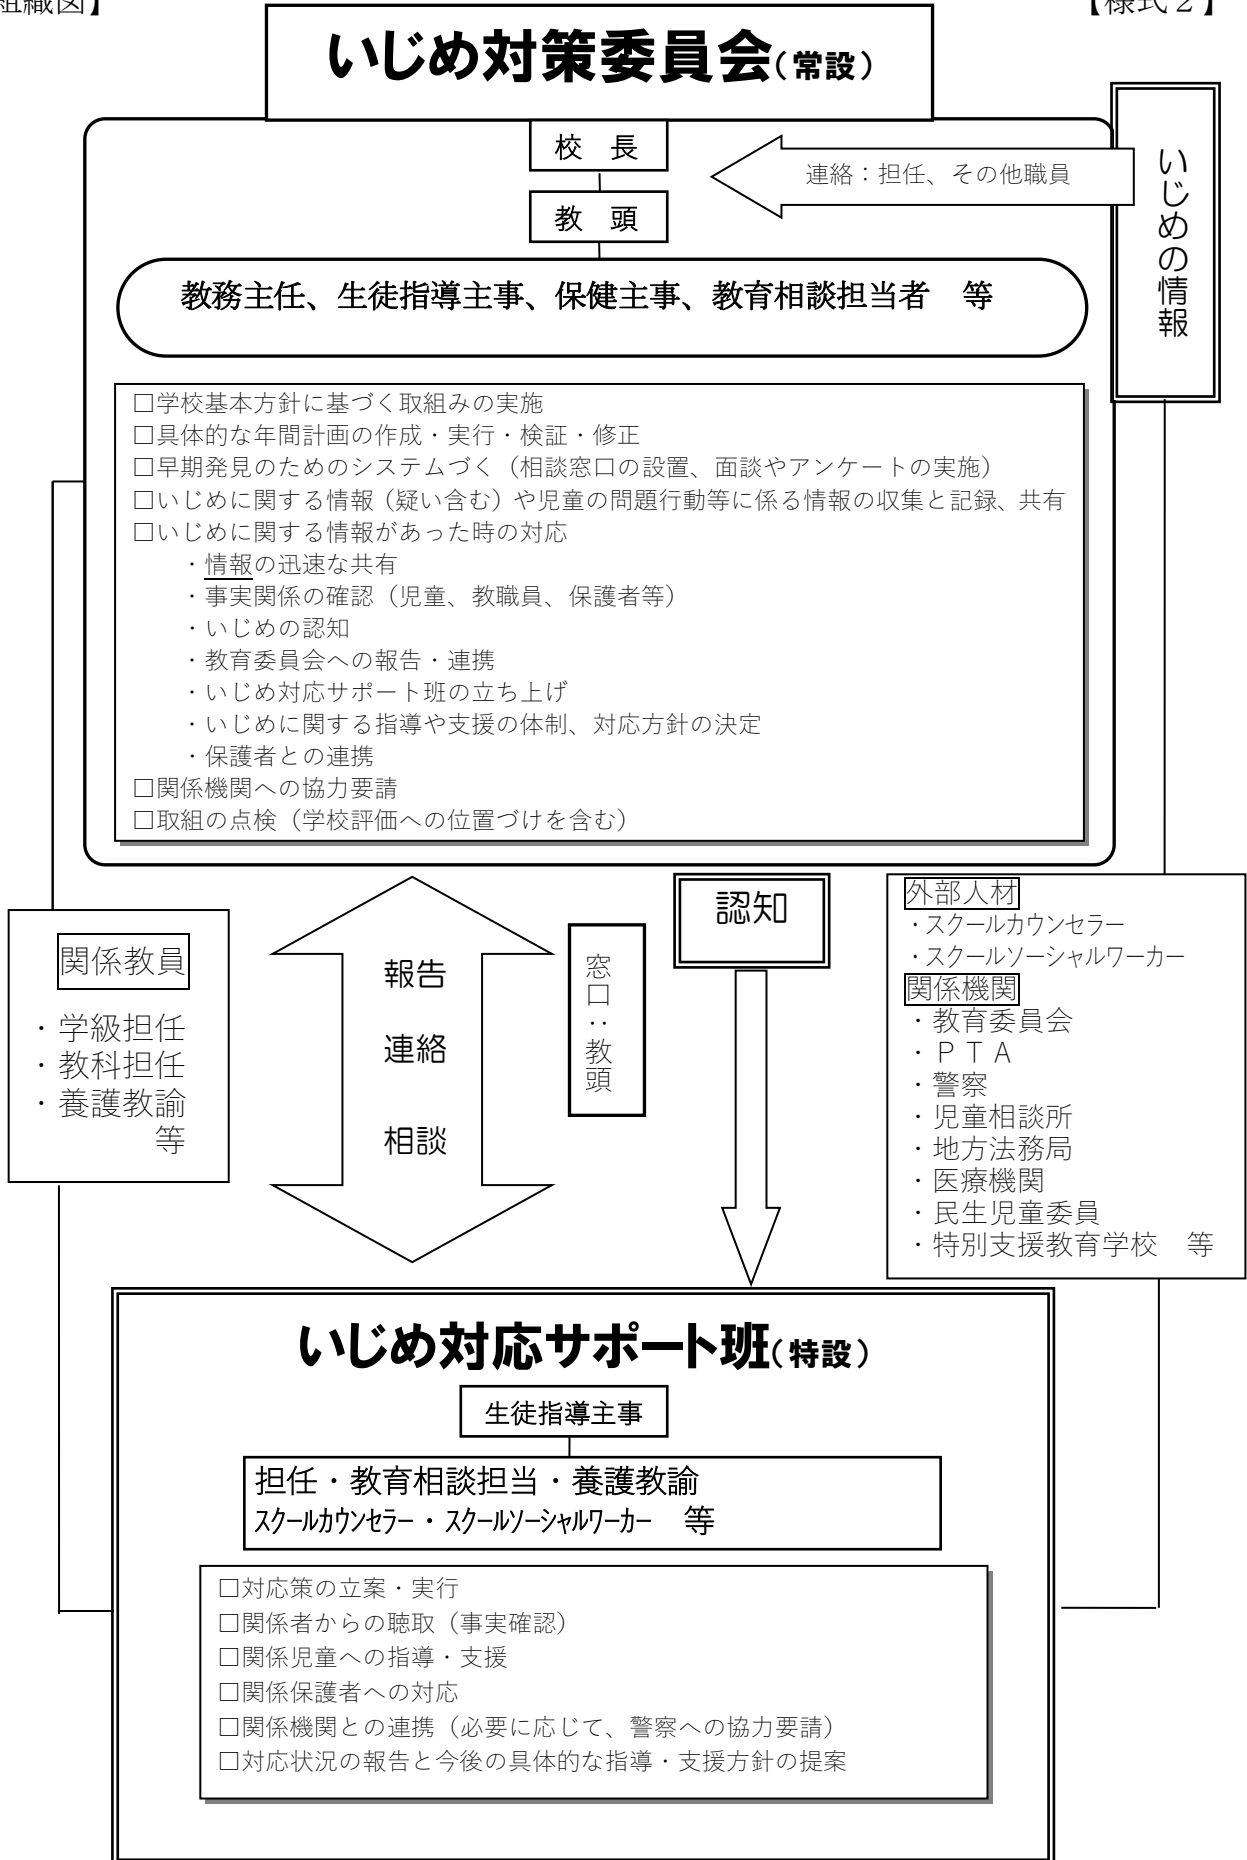 組織図】
【様式２】
いじめ対策委員会（常設）
校　長
連絡：担任、その他職員
いじめの情報
教　頭
教務主任、生徒指導主事、保健主事、教育相談担当者　等
□学校基本方針に基づく取組みの実施
□具体的な年間計画の作成・実行・検証・修正
□早期発見のためのシステムづく（相談窓口の設置、面談やアンケートの実施）
□いじめに関する情報（疑い含む）や児童の問題行動等に係る情報の収集と記録、共有
□いじめに関する情報があった時の対応
・情報の迅速な共有
・事実関係の確認（児童、教職員、保護者等）
・いじめの認知
・教育委員会への報告・連携
・いじめ対応サポート班の立ち上げ
・いじめに関する指導や支援の体制、対応方針の決定
・保護者との連携
□関係機関への協力要請
□取組の点検（学校評価への位置づけを含む）
関係教員
・学級担任
・教科担任
・養護教諭
等
報告
連絡
相談
窓口：教頭
認知
外部人材
・スクールカウンセラー
・スクールソーシャルワーカー
関係機関
・教育委員会
・ＰＴＡ
・警察
・児童相談所
・地方法務局
・医療機関
・民生児童委員
・特別支援教育学校　等
いじめ対応サポート班（特設）
生徒指導主事
担任・教育相談担当・養護教諭
スクールカウンセラー・スクールソーシャルワーカー　等
□対応策の立案・実行
□関係者からの聴取（事実確認）
□関係児童への指導・支援
□関係保護者への対応
□関係機関との連携（必要に応じて、警察への協力要請）
□対応状況の報告と今後の具体的な指導・支援方針の提案